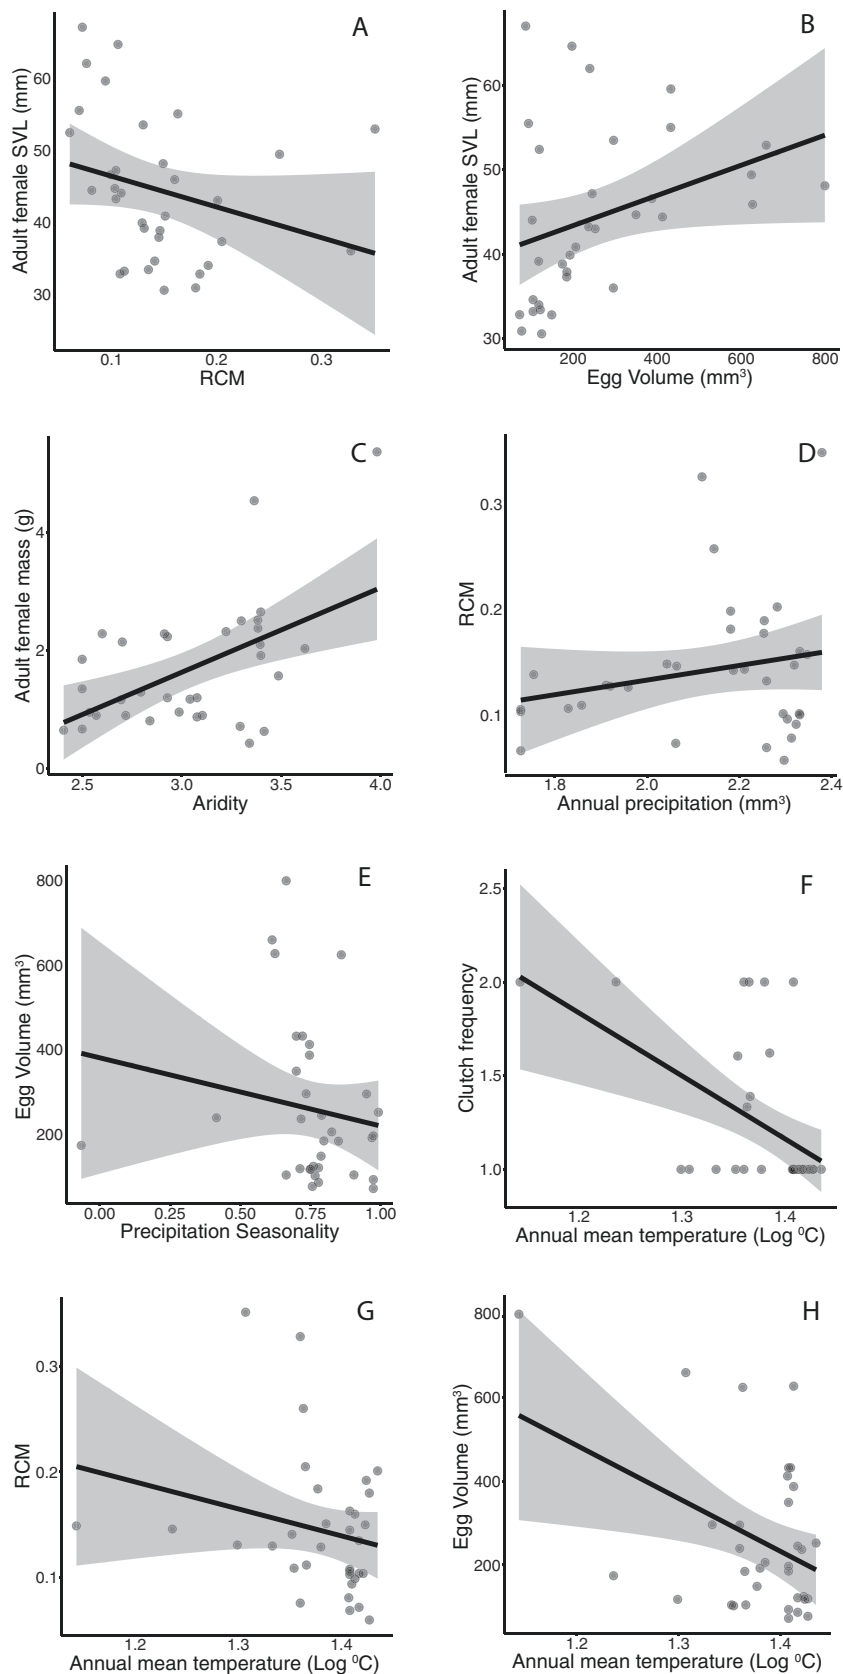 A
Adult female SVL (mm)
60
50
40
30
0.1 0.2 0.3
RCM
B
Adult female SVL (mm)
60
50
40
30
200 400 600 800
Egg Volume (mm³)
C
Adult female mass (g)
4
2
0
2.5 3.0 3.5 4.0
Aridity
D
RCM
0.3
0.2
0.1
1.8 2.0 2.2 2.4
Annual precipitation (mm³)
E
Egg Volume (mm³)
800
600
400
200
0.00 0.25 0.50 0.75 1.00
Precipitation Seasonality
F
Clutch frequency
2.5
2.0
1.5
1.0
1.2 1.3 1.4
Annual mean temperature (Log ⁰C)
G
RCM
0.3
0.2
0.1
1.2 1.3 1.4
Annual mean temperature (Log ⁰C)
H
Egg Volume (mm³)
800
600
400
200
1.2 1.3 1.4
Annual mean temperature (Log ⁰C)